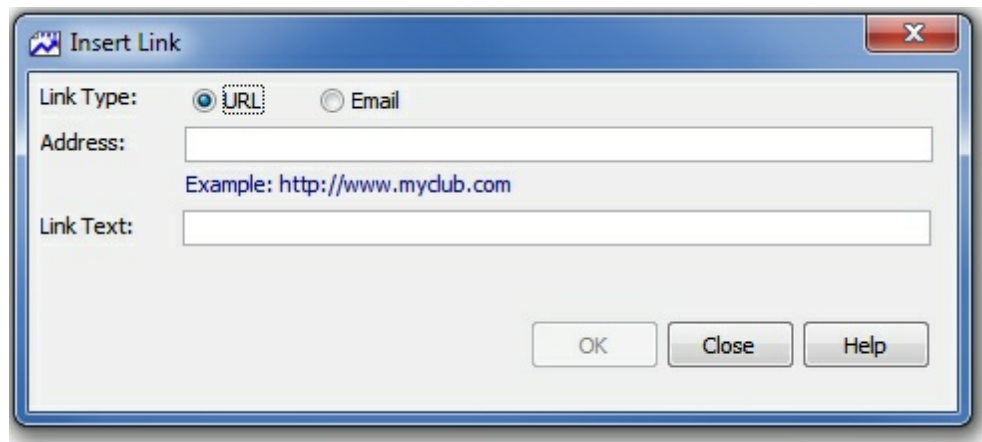 Insert Link
Link Type: URL Email
Address:
Example: http://www.myclub.com
Link Text:
OK Close Help